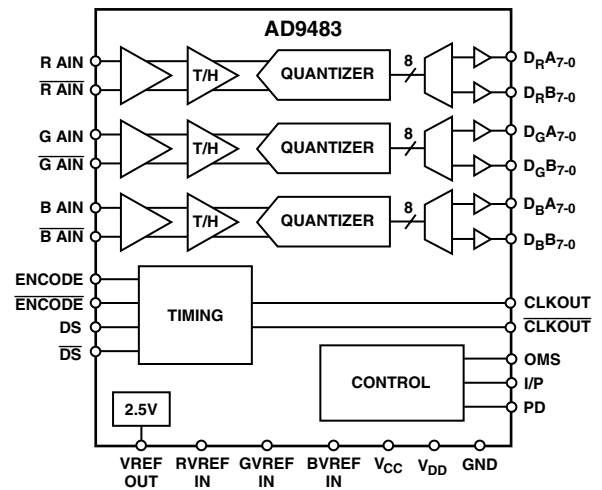 AD9483
R AIN
R AIN
T/H
QUANTIZER
8
DRA7-0
DRB7-0
G AIN
G AIN
T/H
QUANTIZER
8
DGA7-0
DGB7-0
B AIN
B AIN
T/H
QUANTIZER
8
DBA7-0
DBB7-0
ENCODE
ENCODE
DS
DS
TIMING
CLKOUT
CLKOUT
CONTROL
OMS
I/P
PD
2.5V
VREF OUT
RVREF IN
GVREF IN
BVREF IN
VCC
VDD
GND